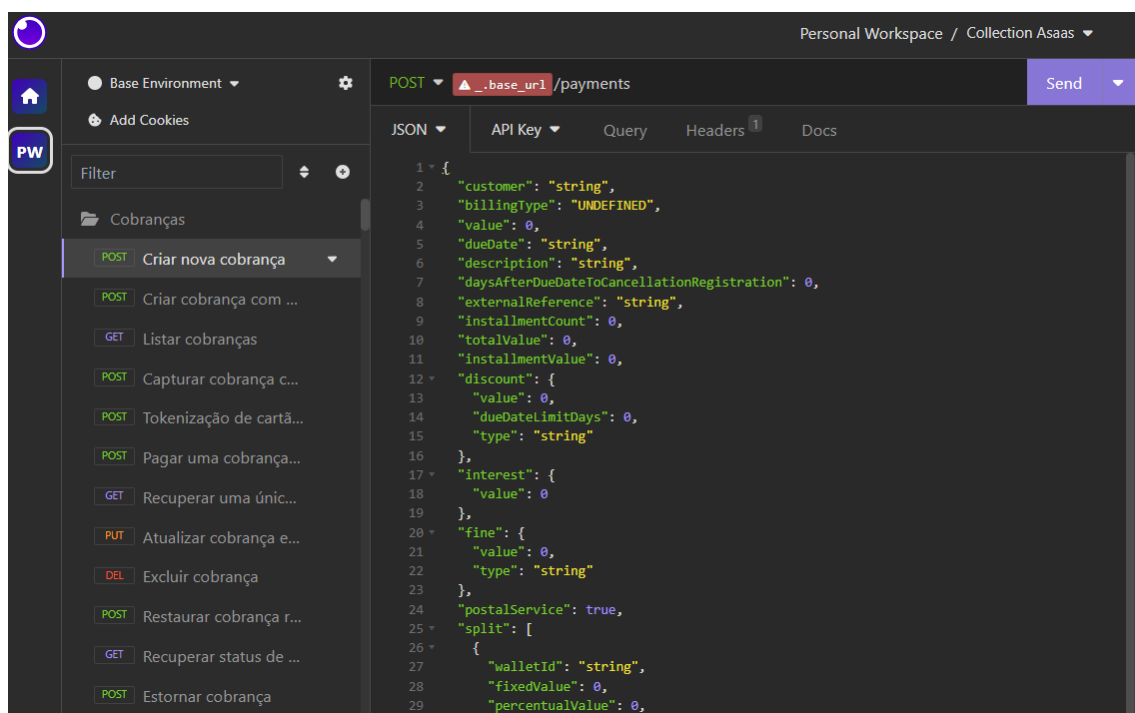 Personal Workspace / Collection Asaas
Base Environment
Add Cookies
PW
Filter
Cobranças
POST Criar nova cobrança
POST Criar cobrança com ...
GET Listar cobranças
POST Capturar cobrança c...
POST Tokenização de cartã...
POST Pagar uma cobrança...
GET Recuperar uma únic...
PUT Atualizar cobrança e...
DEL Excluir cobrança
POST Restaurar cobrança r...
GET Recuperar status de ...
POST Estornar cobrança
POST _.base_url /payments
Send
JSON API Key Query Headers 1 Docs
1 {
2 "customer": "string",
3 "billingType": "UNDEFINED",
4 "value": 0,
5 "dueDate": "string",
6 "description": "string",
7 "daysAfterDueDateToCancellationRegistration": 0,
8 "externalReference": "string",
9 "installmentCount": 0,
10 "totalValue": 0,
11 "installmentValue": 0,
12 "discount": {
13 "value": 0,
14 "dueDateLimitDays": 0,
15 "type": "string"
16 },
17 "interest": {
18 "value": 0
19 },
20 "fine": {
21 "value": 0,
22 "type": "string"
23 },
24 "postalService": true,
25 "split": [
26 {
27 "walletId": "string",
28 "fixedValue": 0,
29 "percentualValue": 0,